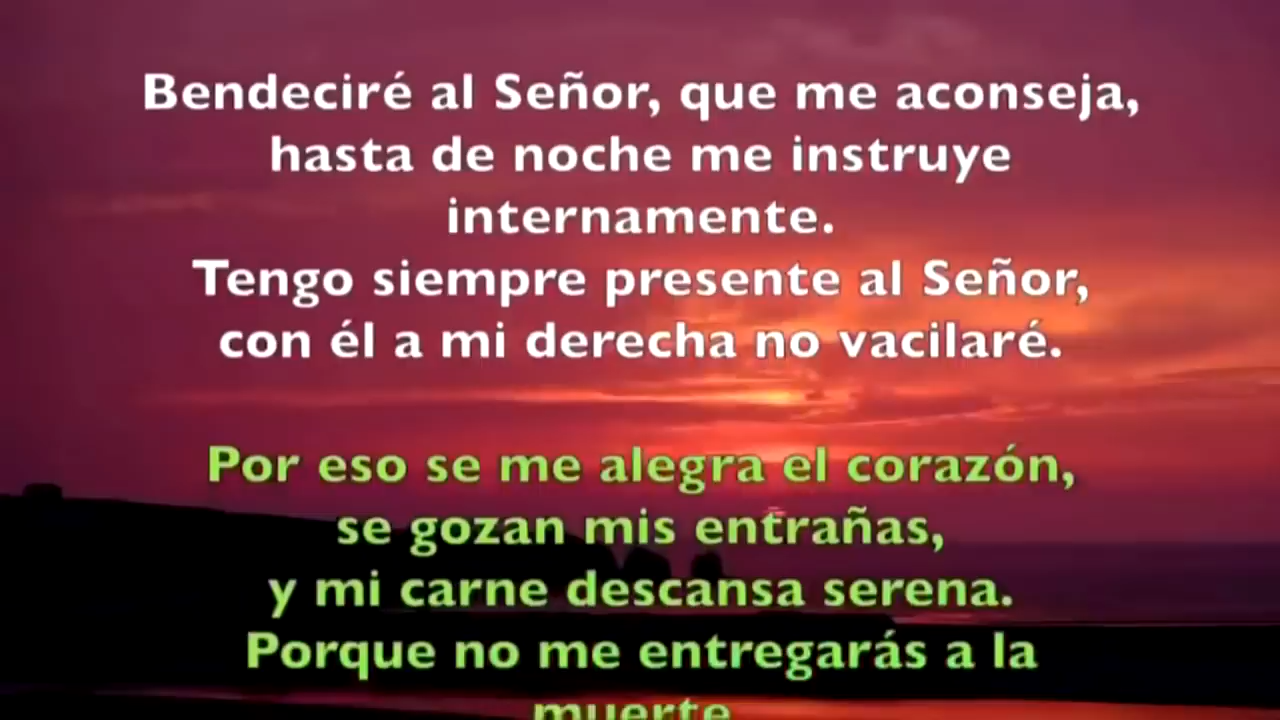 Bendeciré al Señor, que me aconseja,
hasta de noche me instruye
internamente.
Tengo siempre presente al Señor,
con él a mi derecha no vacilaré.
Por eso se me alegra el corazón,
se gozan mis entrañas,
y mi carne descansa serena.
Porque no me entregarás a la
muerte